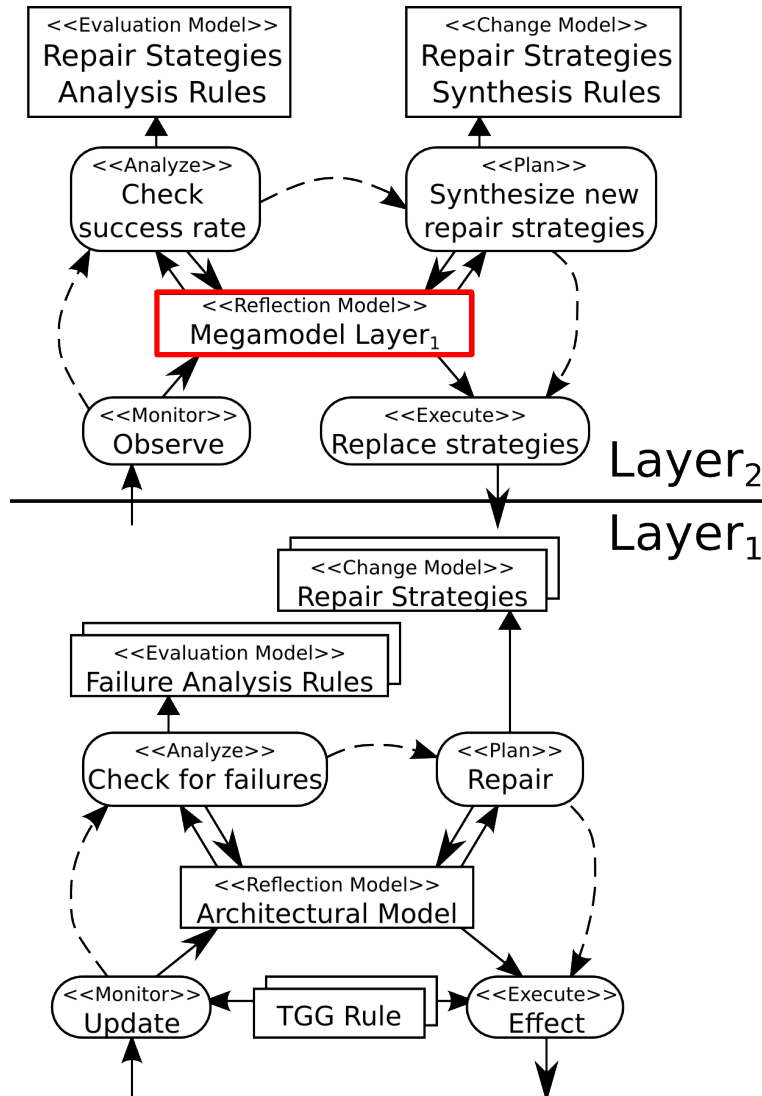 <<Evaluation Model>>
Repair Stategies
Analysis Rules
<<Change Model>>
Repair Strategies
Synthesis Rules
<<Analyze>>
Check
success rate
<<Plan>>
Synthesize new
repair strategies
<<Reflection Model>>
Megamodel Layer₁
<<Monitor>>
Observe
<<Execute>>
Replace strategies
Layer₂
Layer₁
<<Change Model>>
Repair Strategies
<<Evaluation Model>>
Failure Analysis Rules
<<Analyze>>
Check for failures
<<Plan>>
Repair
<<Reflection Model>>
Architectural Model
<<Monitor>>
Update
TGG Rule
<<Execute>>
Effect